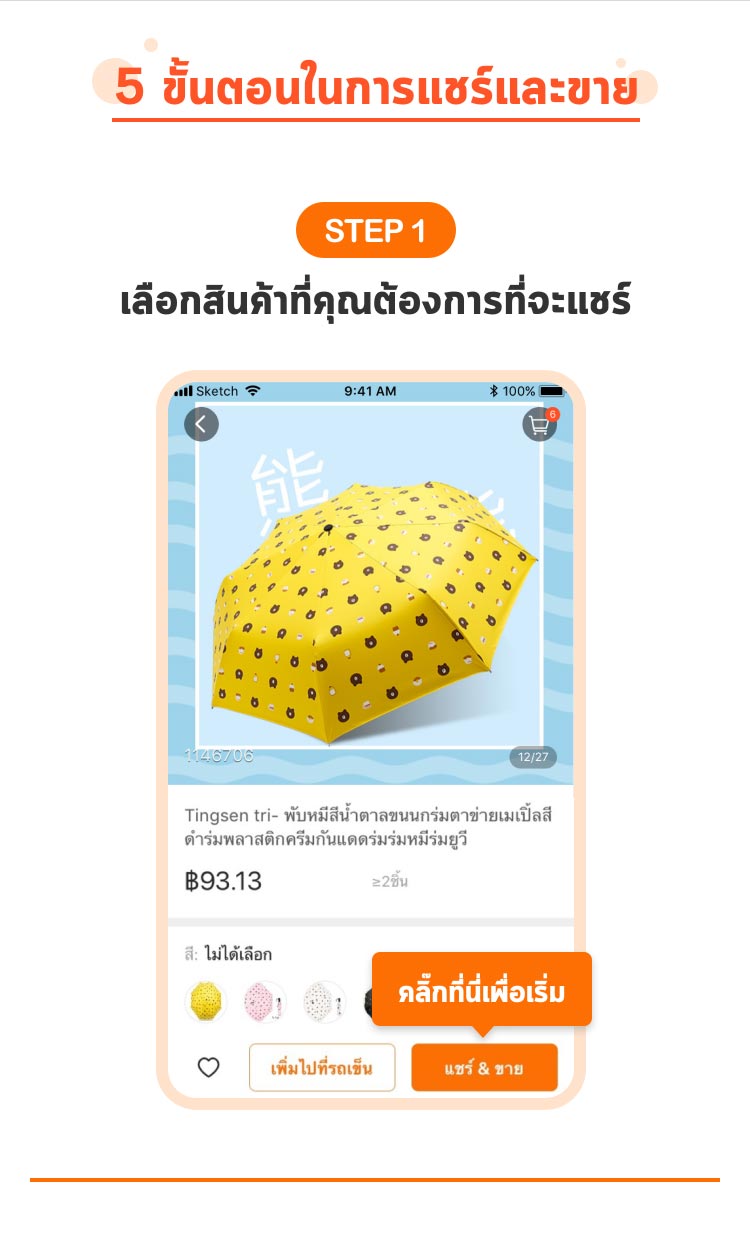 5 ขั้นตอนในการแชร์และขาย
STEP 1
เลือกสินค้าที่คุณต้องการที่จะแชร์
Sketch 9:41 AM 100%
6
熊
1146706
12/27
Tingsen tri- พับหมีสีน้ำตาลขนนกร่มตาข่ายเมเปิ้ลสี
ดำร่มพลาสติกครีมกันแดดร่มร่มหมีร่มยูวี
฿93.13 ≥2ชิ้น
สี: ไม่ได้เลือก
คลิ๊กที่นี่เพื่อเริ่ม
เพิ่มไปที่รถเข็น
แชร์ & ขาย